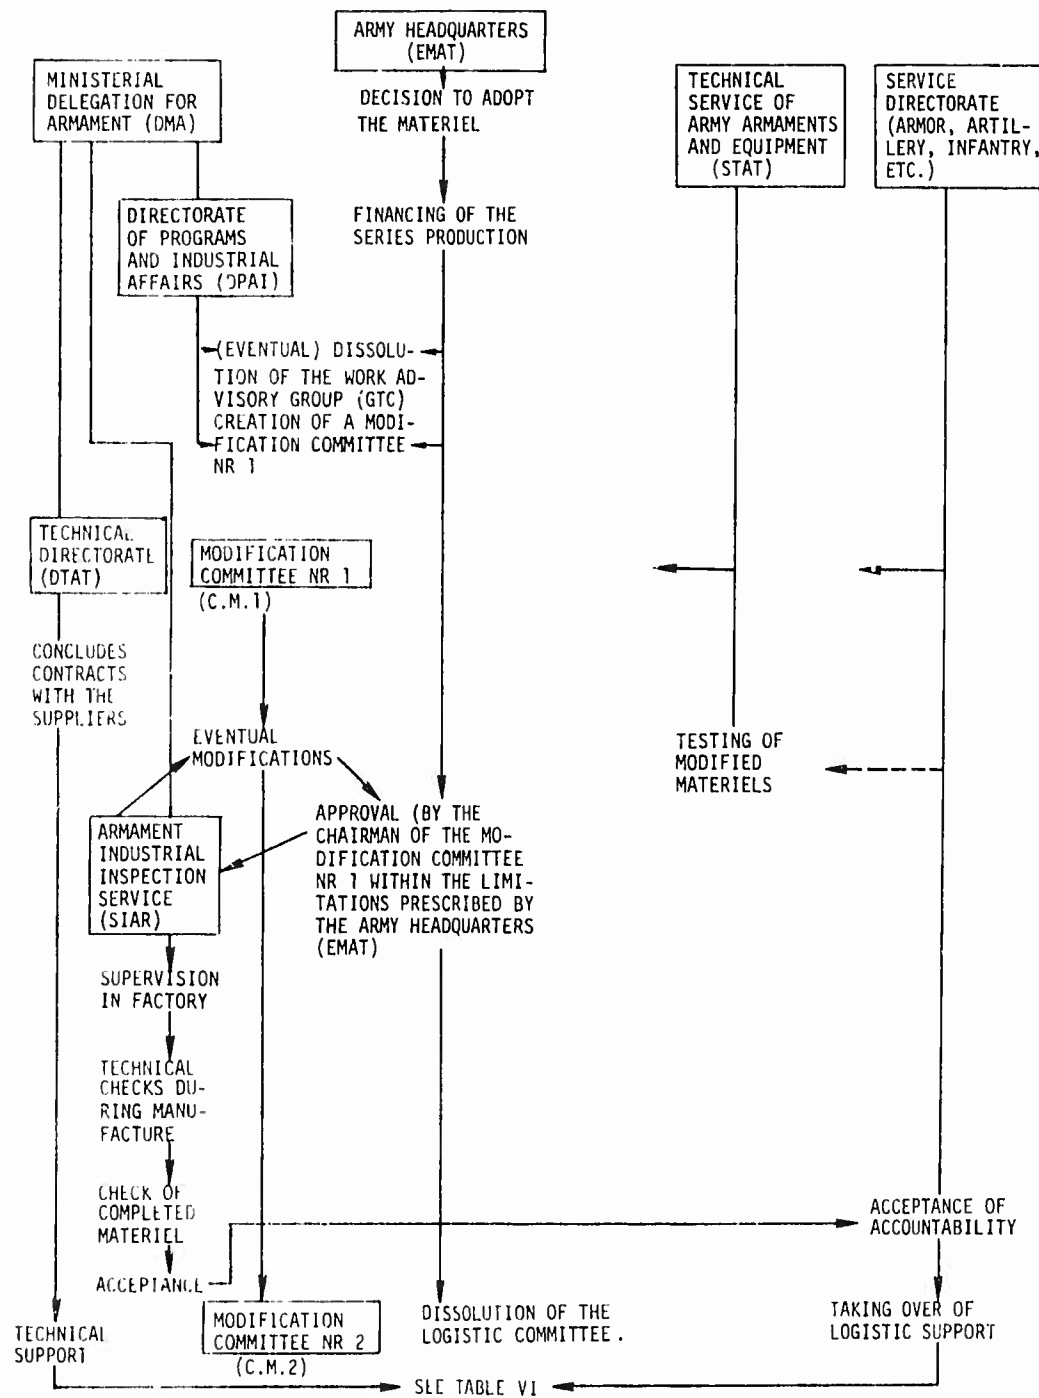 ARMY HEADQUARTERS
(EMAT)
MINISTERIAL
DELEGATION FOR
ARMAMENT (DMA)
DECISION TO ADOPT
THE MATERIEL
TECHNICAL
SERVICE OF
ARMY ARMAMENTS
AND EQUIPMENT
(STAT)
SERVICE
DIRECTORATE
(ARMOR, ARTIL-
LERY, INFANTRY,
ETC.)
DIRECTORATE
OF PROGRAMS
AND INDUSTRIAL
AFFAIRS (DPAI)
FINANCING OF THE
SERIES PRODUCTION
(EVENTUAL) DISSOLU-
TION OF THE WORK AD-
VISORY GROUP (GTC)
CREATION OF A MODI-
FICATION COMMITTEE
NR 1
TECHNICAL
DIRECTORATE
(DTAT)
MODIFICATION
COMMITTEE NR 1
(C.M.1)
CONCLUDES
CONTRACTS
WITH THE
SUPPLIERS
EVENTUAL
MODIFICATIONS
TESTING OF
MODIFIED
MATERIELS
ARMAMENT
INDUSTRIAL
INSPECTION
SERVICE
(SIAR)
APPROVAL (BY THE
CHAIRMAN OF THE MO-
DIFICATION COMMITTEE
NR 1 WITHIN THE LIMI-
TATIONS PRESCRIBED BY
THE ARMY HEADQUARTERS
(EMAT)
SUPERVISION
IN FACTORY
TECHNICAL
CHECKS DU-
RING MANU-
FACTURE
CHECK OF
COMPLETED
MATERIEL
ACCEPTANCE
ACCEPTANCE OF
ACCOUNTABILITY
TECHNICAL
SUPPORT
MODIFICATION
COMMITTEE NR 2
(C.M.2)
DISSOLUTION OF THE
LOGISTIC COMMITTEE.
TAKING OVER OF
LOGISTIC SUPPORT
SEE TABLE VI